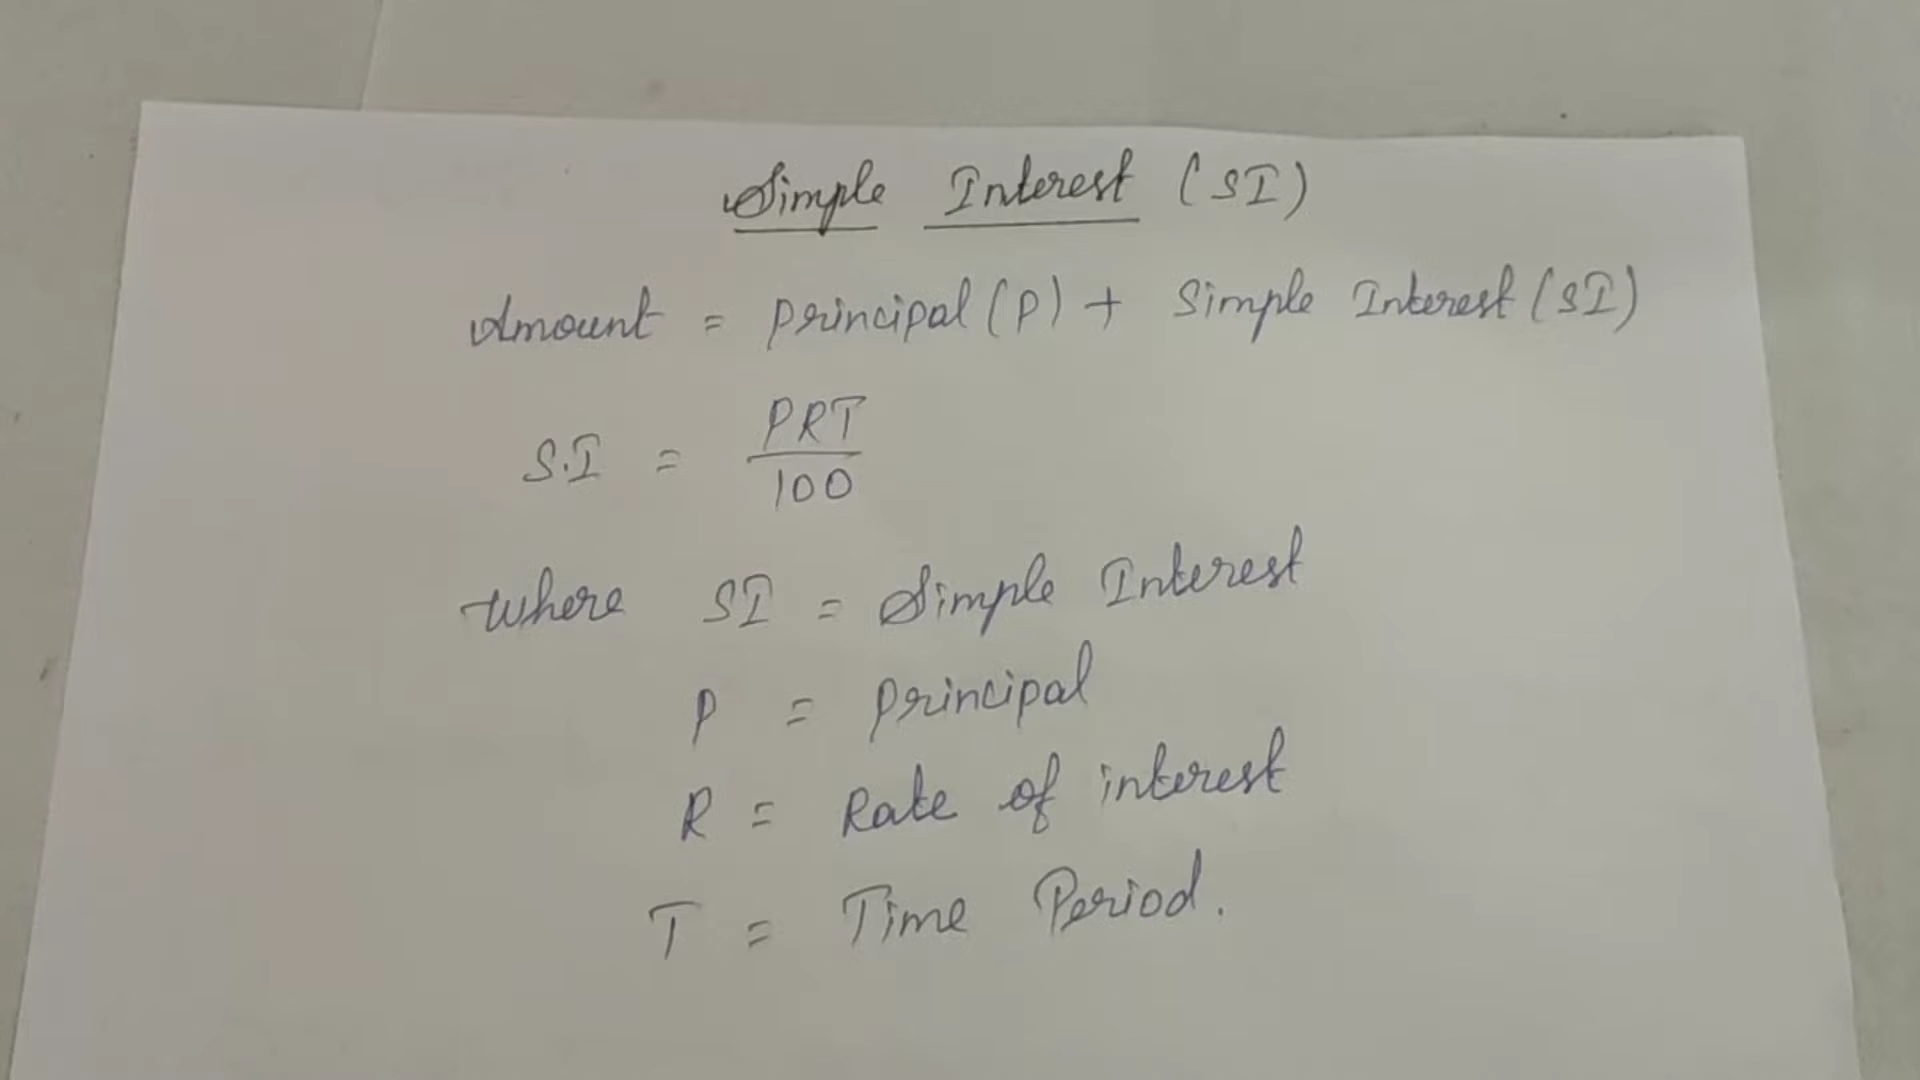 Simple Interest (SI)
Amount = Principal (P) + Simple Interest (SI)
S.I = PRT
100
where SI = Simple Interest
P = Principal
R = Rate of interest
T = Time Period.